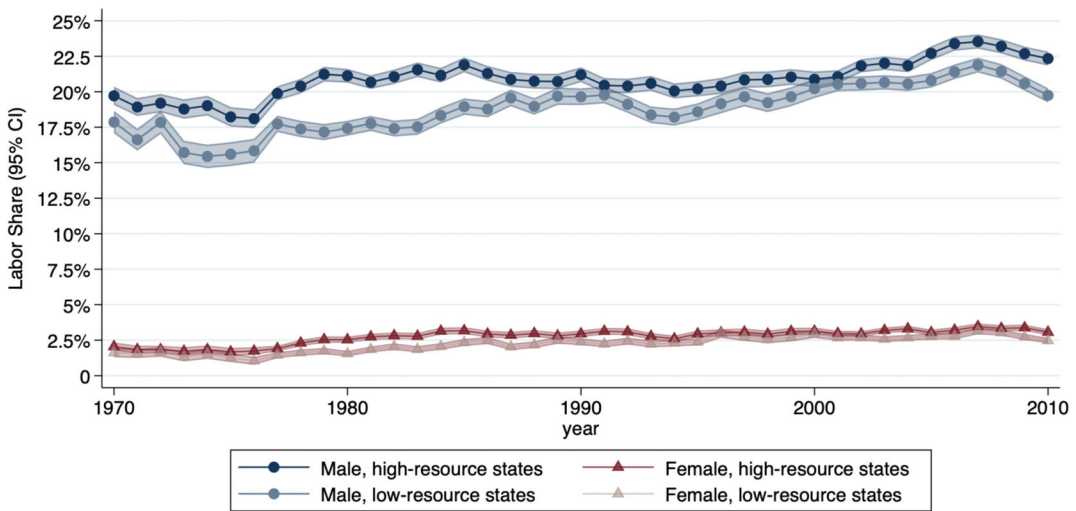 Labor Share (95% CI)
25%
22.5%
20%
17.5%
15%
12.5%
10%
7.5%
5%
2.5%
0
1970
1980
1990
2000
2010
year
Male, high-resource states
Female, high-resource states
Male, low-resource states
Female, low-resource states